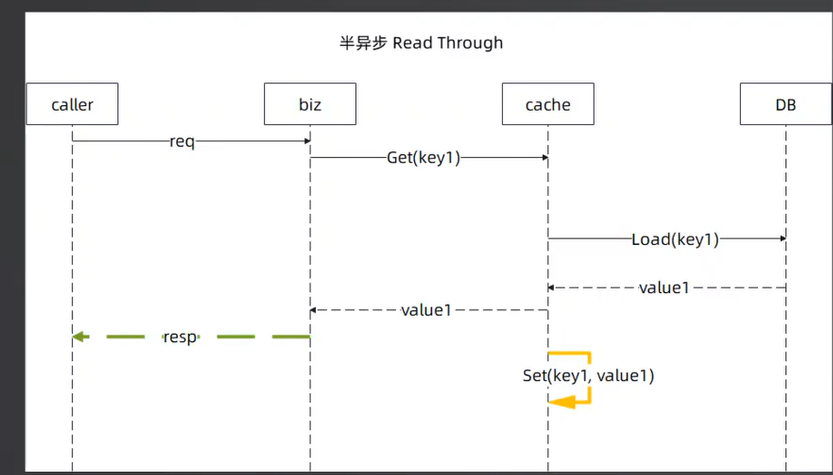 半异步 Read Through
caller
biz
cache
DB
req
Get(key1)
Load(key1)
value1
value1
resp
Set(key1, value1)